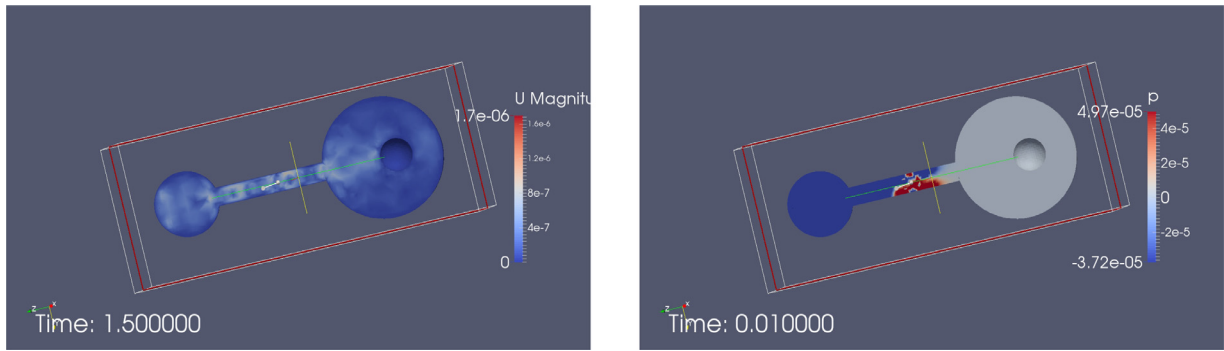 U Magnitu
1.7e-06
1.6e-6
1.2e-6
8e-7
4e-7
0
z
x
Time: 1.500000
p
4.97e-05
4e-5
2e-5
0
-2e-5
-3.72e-05
z
x
Time: 0.010000